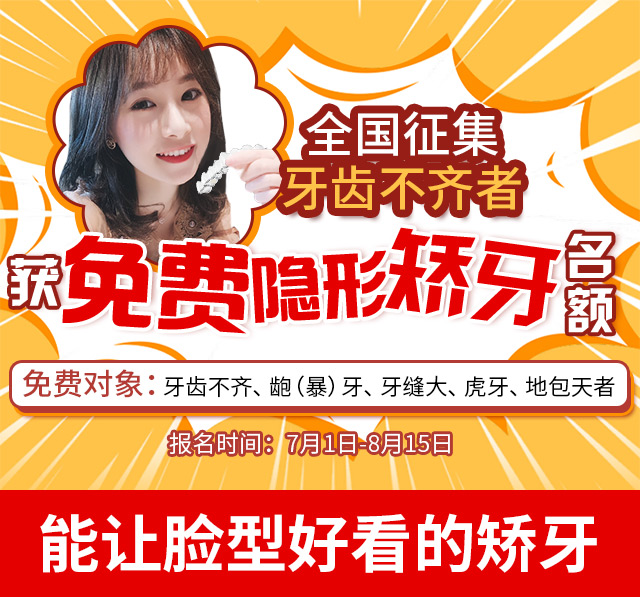 全国征集
牙齿不齐者
获免费隐形矫牙名额
免费对象：牙齿不齐、龅（暴）牙、牙缝大、虎牙、地包天者
报名时间：7月1日-8月15日
能让脸型好看的矫牙